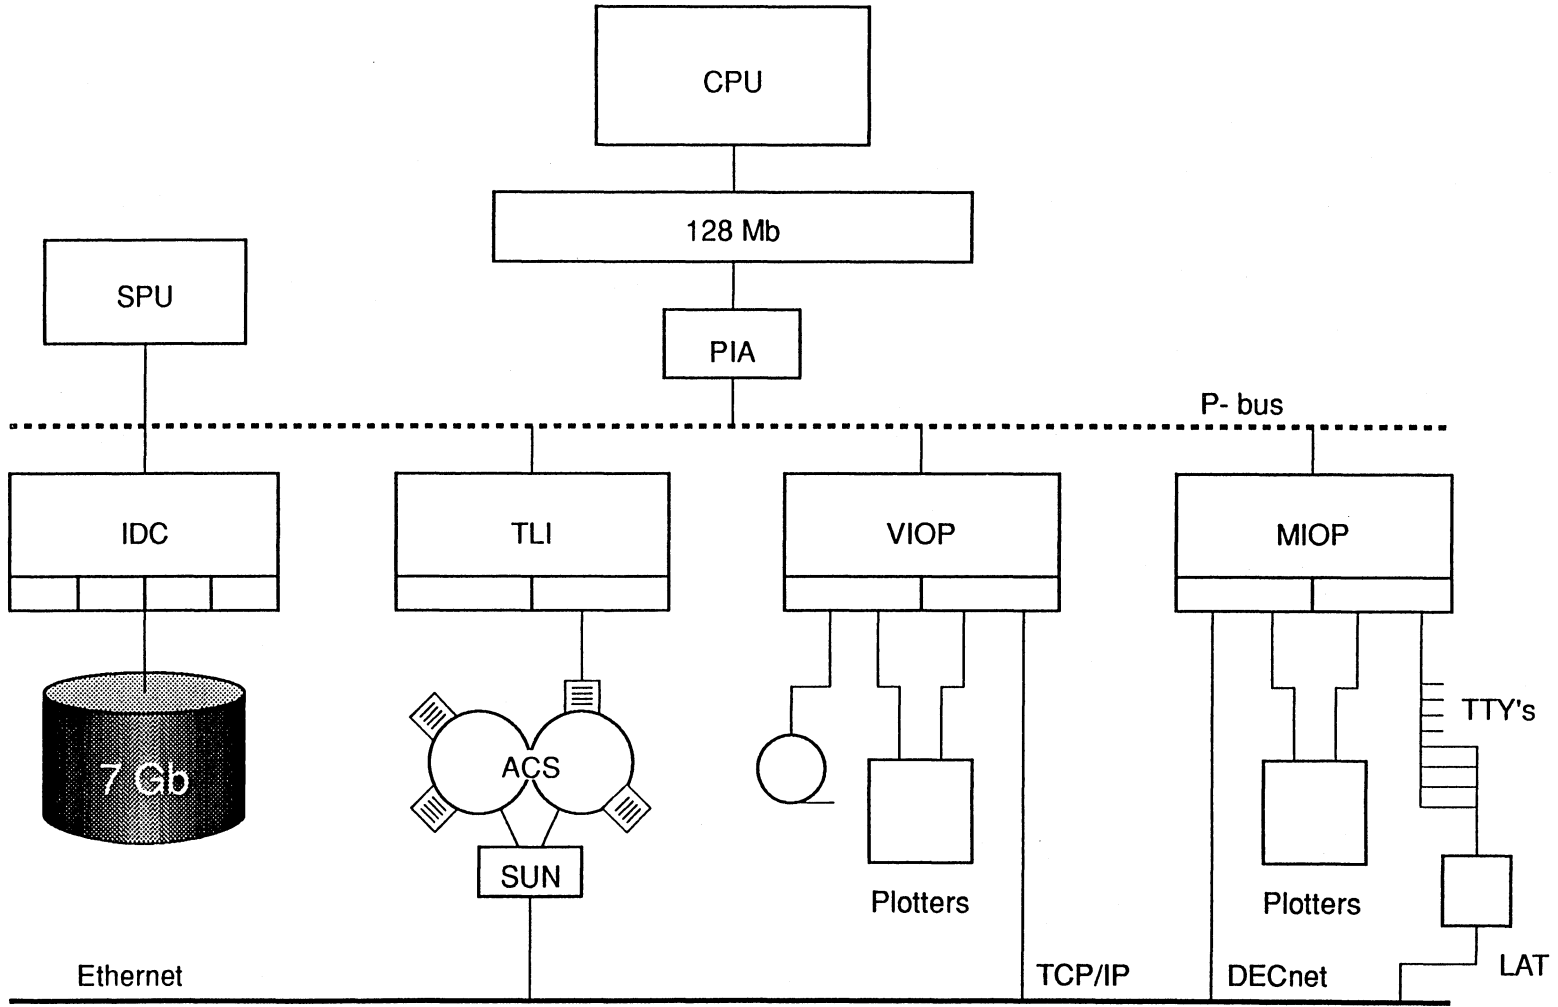 CPU
128 Mb
SPU
PIA
P- bus
IDC
TLI
VIOP
MIOP
TTY's
ACS
7 Gb
SUN
Plotters
Plotters
Ethernet
TCP/IP
DECnet
LAT